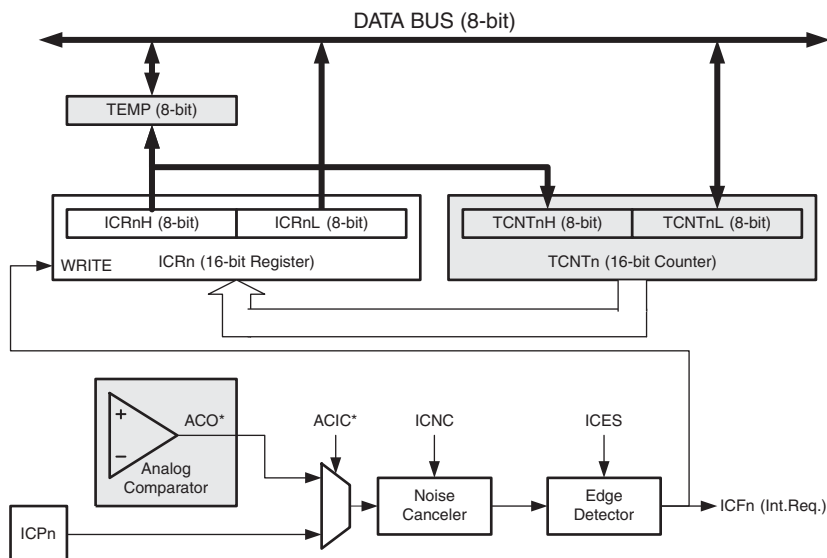 DATA BUS (8-bit)
TEMP (8-bit)
ICRnH (8-bit) ICRnL (8-bit)
WRITE ICRn (16-bit Register)
TCNTnH (8-bit) TCNTnL (8-bit)
TCNTn (16-bit Counter)
+
−
ACO*
Analog
Comparator
ACIC*
ICNC
ICES
ICPn
Noise
Canceler
Edge
Detector
ICFn (Int.Req.)